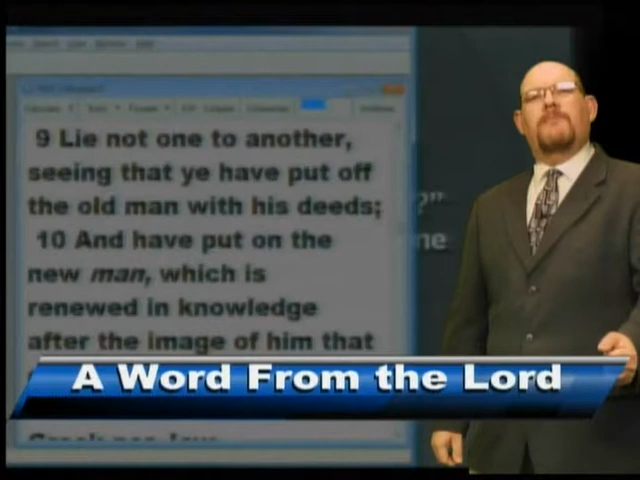 9 Lie not one to another,
seeing that ye have put off
the old man with his deeds;
?"
10 And have put on the
ne
new man, which is
renewed in knowledge
after the image of him that
A Word From the Lord